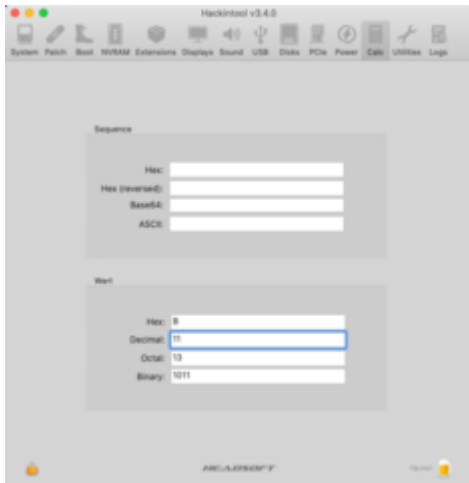 Hackintool v3.4.0
System Patch Boot NVRAM Extensions Displays Sound USB Disks PCIe Power Calc Utilities Logs
Sequence
Hex:
Hex (reversed):
Base64:
ASCII:
Wert
Hex: B
Decimal: 11
Octal: 13
Binary: 1011
HEADSOFT